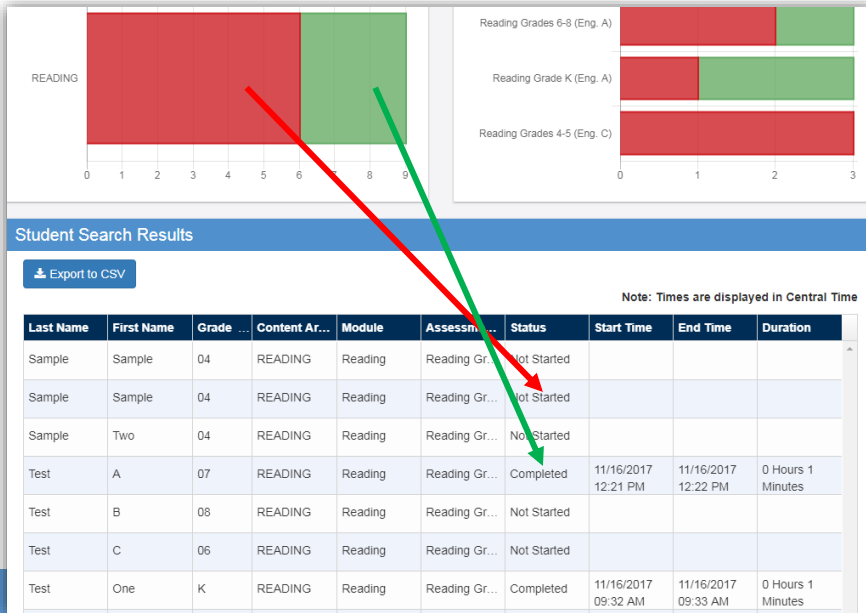 Reading Grades 6-8 (Eng. A)
READING
Reading Grade K (Eng. A)
Reading Grades 4-5 (Eng. C)
0 1 2 3 4 5 6 7 8 9
0 1 2 3
Student Search Results
Export to CSV
Note: Times are displayed in Central Time
Last Name First Name Grade ... Content Ar... Module Assessm... Status Start Time End Time Duration
Sample Sample 04 READING Reading Reading Gr... Not Started
Sample Sample 04 READING Reading Reading Gr... Not Started
Sample Two 04 READING Reading Reading Gr... Not Started
Test A 07 READING Reading Reading Gr... Completed 11/16/2017 11/16/2017 0 Hours 1
12:21 PM 12:22 PM Minutes
Test B 08 READING Reading Reading Gr... Not Started
Test C 06 READING Reading Reading Gr... Not Started
Test One K READING Reading Reading Gr... Completed 11/16/2017 11/16/2017 0 Hours 1
09:32 AM 09:33 AM Minutes